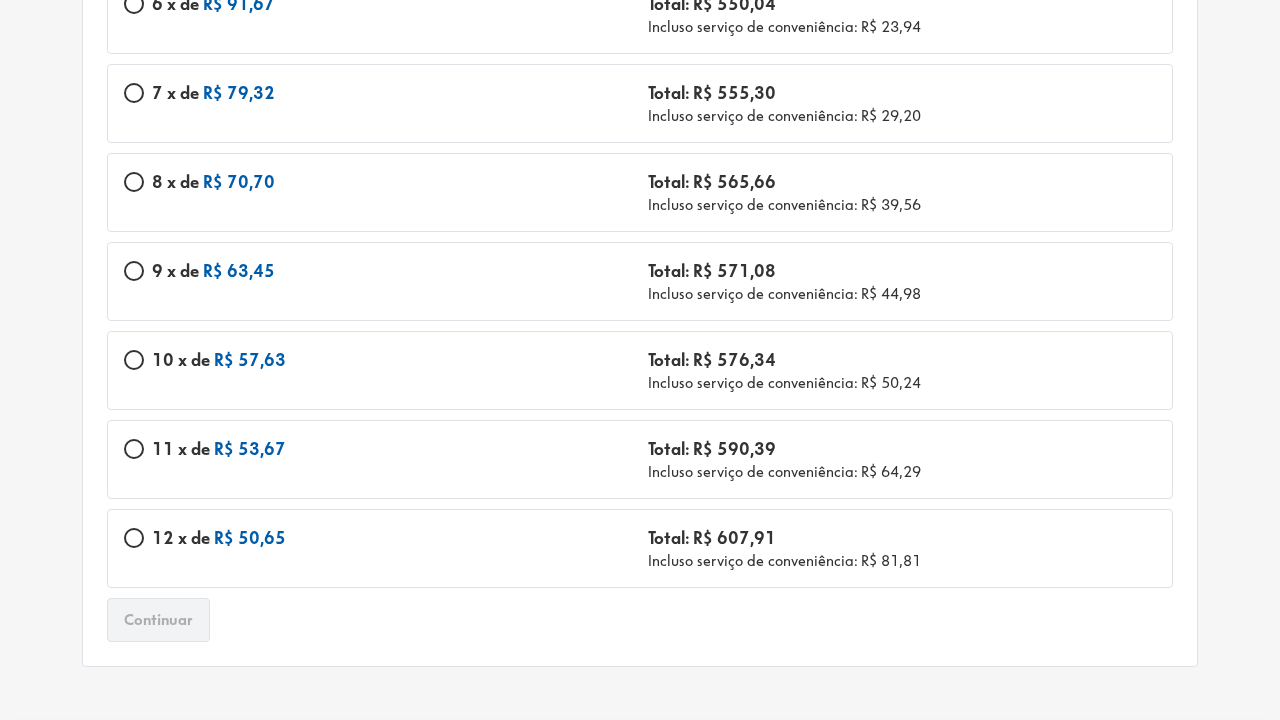 6 x de R$ 91,67
Total: R$ 550,04
Incluso serviço de conveniência: R$ 23,94
7 x de R$ 79,32
Total: R$ 555,30
Incluso serviço de conveniência: R$ 29,20
8 x de R$ 70,70
Total: R$ 565,66
Incluso serviço de conveniência: R$ 39,56
9 x de R$ 63,45
Total: R$ 571,08
Incluso serviço de conveniência: R$ 44,98
10 x de R$ 57,63
Total: R$ 576,34
Incluso serviço de conveniência: R$ 50,24
11 x de R$ 53,67
Total: R$ 590,39
Incluso serviço de conveniência: R$ 64,29
12 x de R$ 50,65
Total: R$ 607,91
Incluso serviço de conveniência: R$ 81,81
Continuar